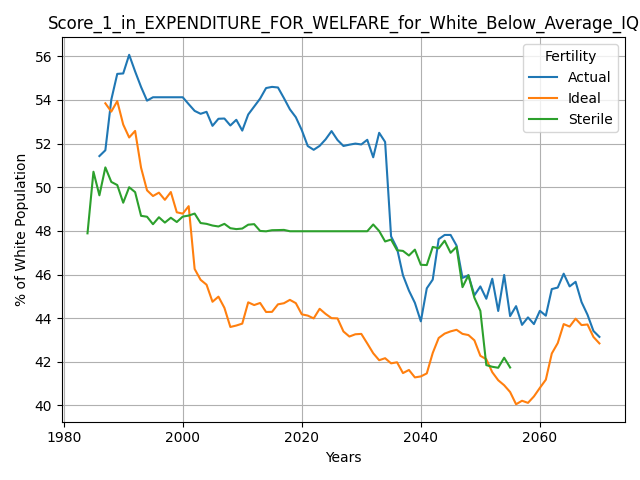 Score_1_in_EXPENDITURE_FOR_WELFARE_for_White_Below_Average_IQ
Fertility
Actual
Ideal
Sterile
% of White Population
56
54
52
50
48
46
44
42
40
1980
2000
2020
2040
2060
Years